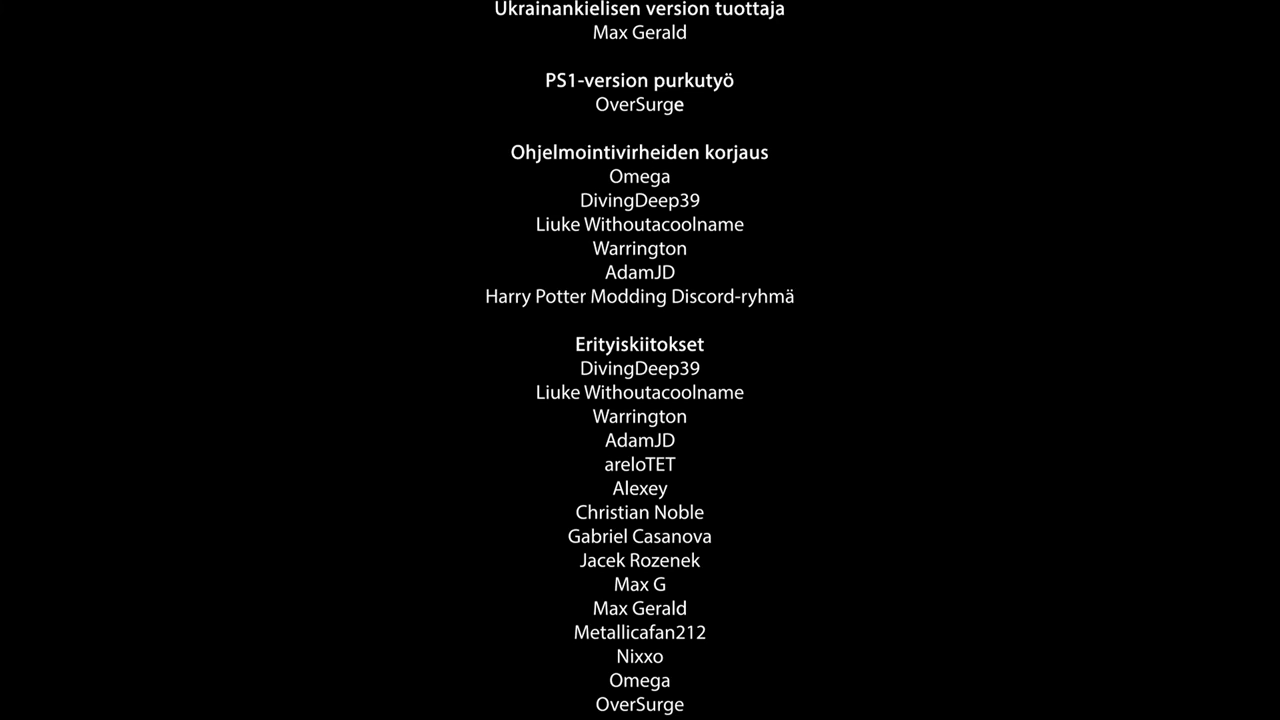 Ukrainankielisen version tuottaja
Max Gerald
PS1-version purkutyö
OverSurge
Ohjelmointivirheiden korjaus
Omega
DivingDeep39
Liuke Withoutacoolname
Warrington
AdamJD
Harry Potter Modding Discord-ryhmä
Erityiskiitokset
DivingDeep39
Liuke Withoutacoolname
Warrington
AdamJD
areloTET
Alexey
Christian Noble
Gabriel Casanova
Jacek Rozenek
Max G
Max Gerald
Metallicafan212
Nixxo
Omega
OverSurge